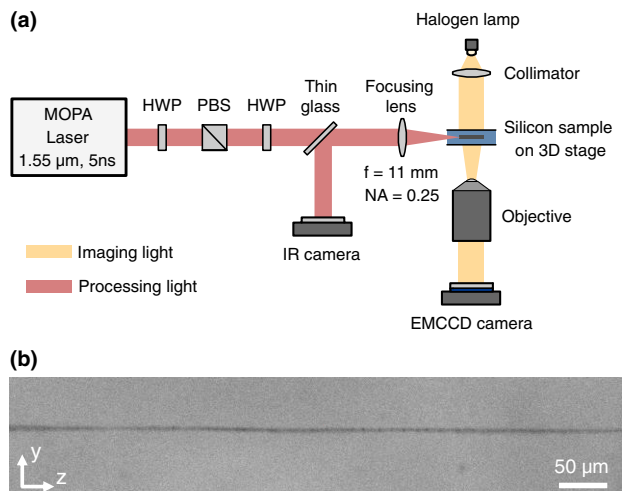 (a)
Halogen lamp
Collimator
Thin
glass
Focusing
lens
HWP
PBS
HWP
MOPA
Laser
1.55 µm, 5ns
Silicon sample
on 3D stage
f = 11 mm
NA = 0.25
Objective
IR camera
Imaging light
Processing light
EMCCD camera
(b)
y
z
50 µm